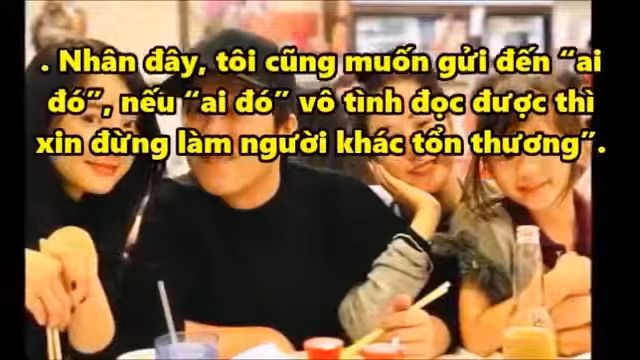 . Nhân đây, tôi cũng muốn gửi đến “ai
đó”, nếu “ai đó” vô tình đọc được thì
xin đừng làm người khác tổn thương”.